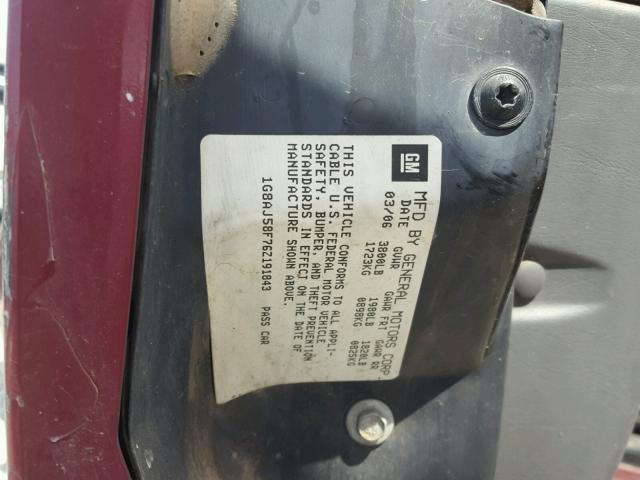 GM
MFD BY GENERAL MOTORS CORP
DATE GVWR GAWR FRT GAWR RR
03/06 3800LB 1980LB 1820LB
1723KG 0898KG 0825KG
THIS VEHICLE CONFORMS TO ALL APPLI-
CABLE U.S. FEDERAL MOTOR VEHICLE
SAFETY, BUMPER, AND THEFT PREVENTION
STANDARDS IN EFFECT ON THE DATE OF
MANUFACTURE SHOWN ABOVE.
1G8AJ58F76Z191843 PASS CAR